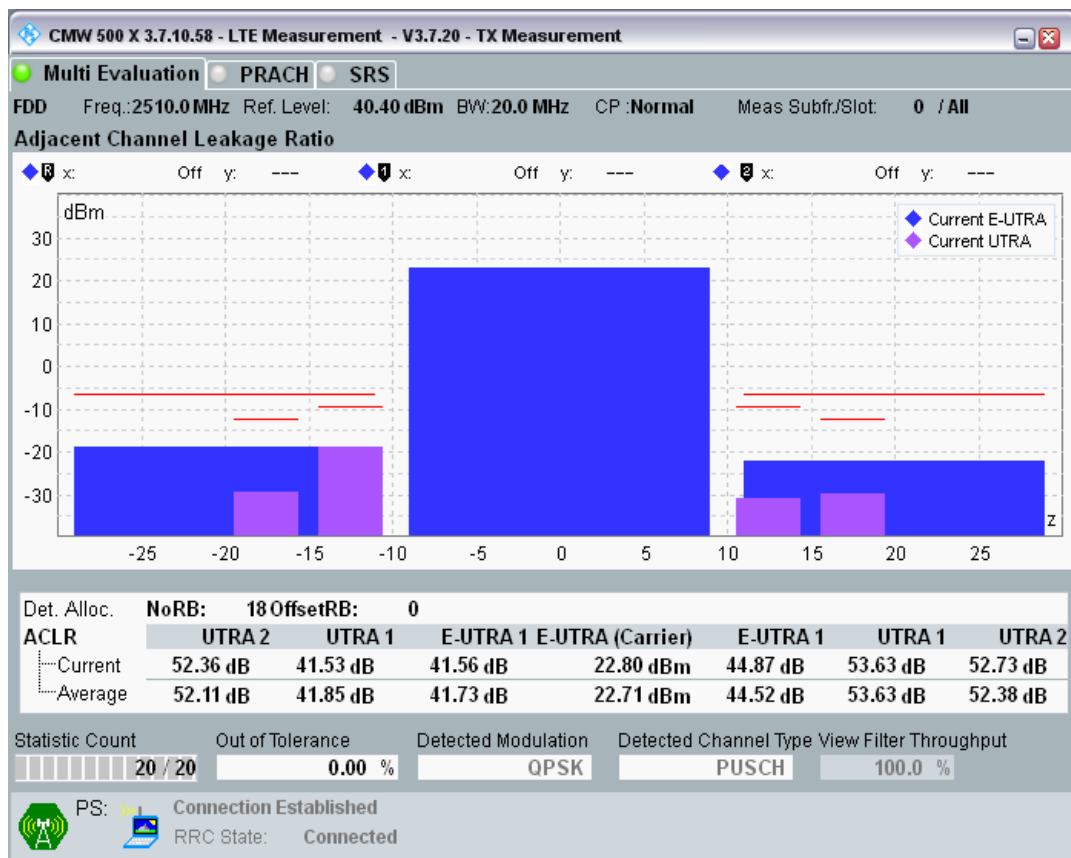 CMW 500 X 3.7.10.58 - LTE Measurement - V3.7.20 - TX Measurement
Multi Evaluation PRACH SRS
FDD Freq.:2510.0 MHz Ref. Level: 40.40 dBm BW:20.0 MHz CP :Normal Meas Subfr./Slot: 0 / All
Adjacent Channel Leakage Ratio
R x: Off y: --- 1 x: Off y: --- 2 x: Off y: ---
dBm
Current E-UTRA
Current UTRA
30
20
10
0
-10
-20
-30
z
-25 -20 -15 -10 -5 0 5 10 15 20 25
Det. Alloc. NoRB: 18 OffsetRB: 0
ACLR UTRA 2 UTRA 1 E-UTRA 1 E-UTRA (Carrier) E-UTRA 1 UTRA 1 UTRA 2
Current 52.36 dB 41.53 dB 41.56 dB 22.80 dBm 44.87 dB 53.63 dB 52.73 dB
Average 52.11 dB 41.85 dB 41.73 dB 22.71 dBm 44.52 dB 53.63 dB 52.38 dB
Statistic Count Out of Tolerance Detected Modulation Detected Channel Type View Filter Throughput
20 / 20 0.00 % QPSK PUSCH 100.0 %
PS: Connection Established
RRC State: Connected